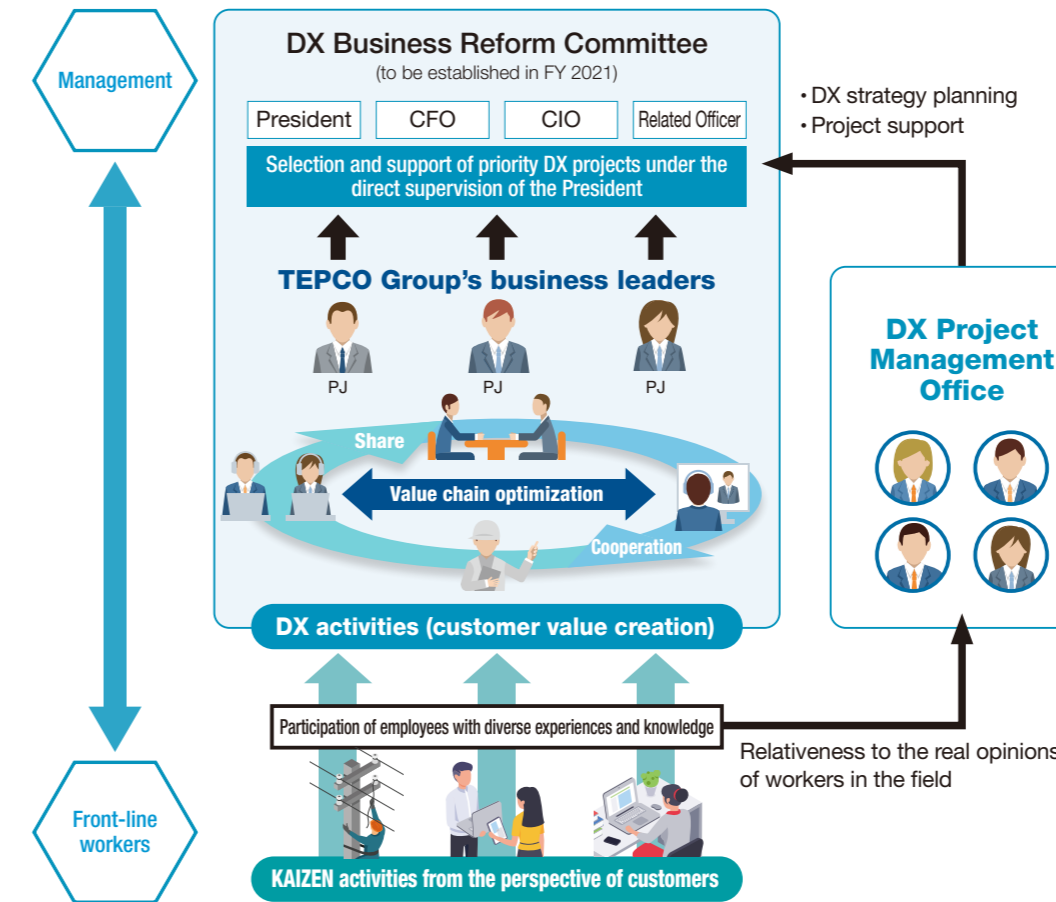 Management
DX Business Reform Committee
(to be established in FY 2021)
President
CFO
CIO
Related Officer
Selection and support of priority DX projects under the
direct supervision of the President
TEPCO Group's business leaders
PJ
PJ
PJ
Share
Value chain optimization
Cooperation
DX activities (customer value creation)
Participation of employees with diverse experiences and knowledge
KAIZEN activities from the perspective of customers
Front-line
workers
・DX strategy planning
・Project support
DX Project
Management
Office
Relativeness to the real opinions
of workers in the field